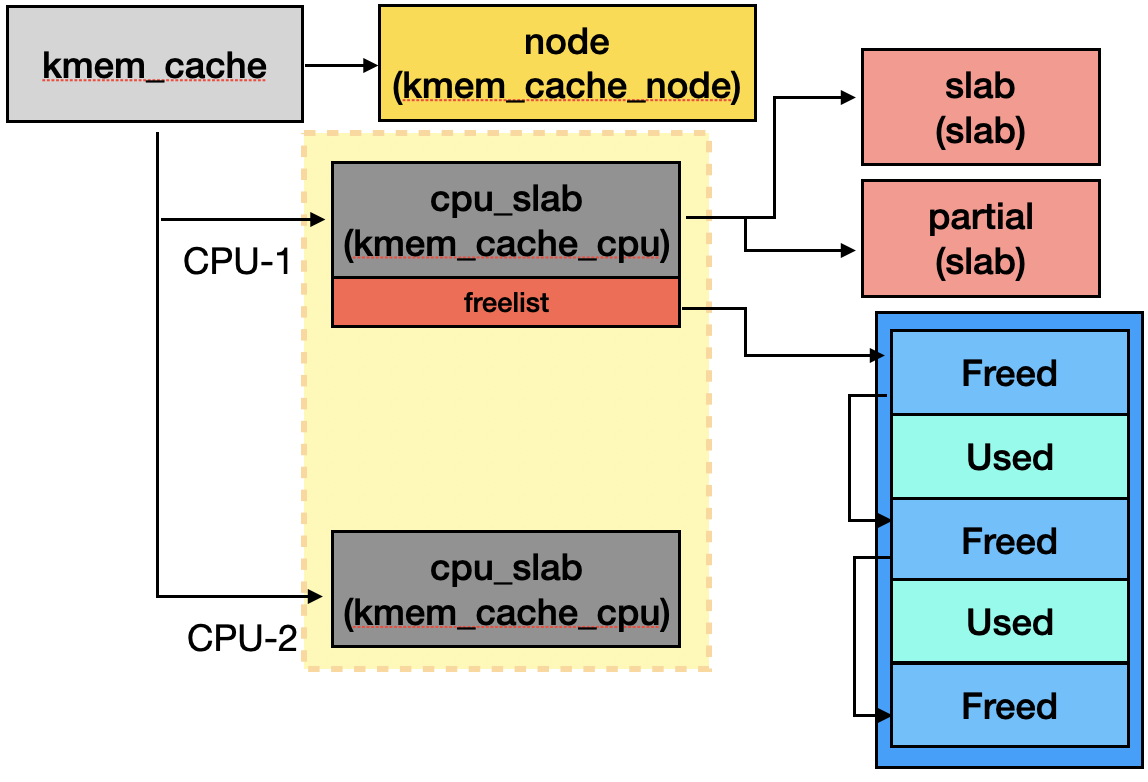 kmem_cache
node
(kmem_cache_node)
slab
(slab)
cpu_slab
(kmem_cache_cpu)
CPU-1
partial
(slab)
freelist
Freed
Used
Freed
cpu_slab
(kmem_cache_cpu)
CPU-2
Used
Freed